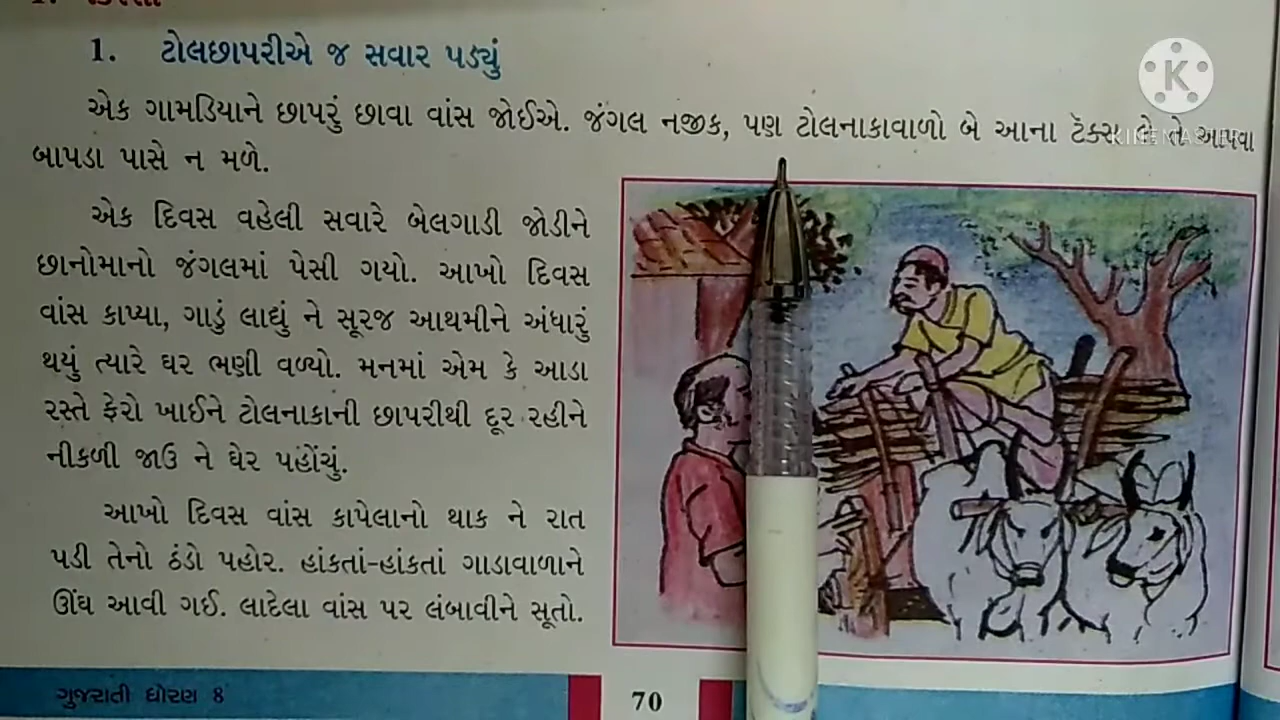 1. ટોલછાપરીએ જ સવાર પડ્યું
K
એક ગામડિયાને છાપરું છાવા વાંસ જોઈએ. જંગલ નજીક, પણ ટોલનાકાવાળો બે આના ટૅક્સ લે તે આપવા
બાપડા પાસે ન મળે.
એક દિવસ વહેલી સવારે બેલગાડી જોડીને
છાનોમાનો જંગલમાં પેસી ગયો. આખો દિવસ
વાંસ કાપ્યા, ગાડું લાદ્યું ને સૂરજ આથમીને અંધારું
થયું ત્યારે ઘર ભણી વળ્યો. મનમાં એમ કે આડા
રસ્તે ફેરો ખાઈને ટોલનાકાની છાપરીથી દૂર રહીને
નીકળી જાઉ ને ઘેર પહોંચું.
આખો દિવસ વાંસ કાપેલાનો થાક ને રાત
પડી તેનો ઠંડો પહોર. હાંકતાં-હાંકતાં ગાડાવાળાને
ઊંઘ આવી ગઈ. લાદેલા વાંસ પર લંબાવીને સૂતો.
ગુજરાતી ધોરણ 8
70